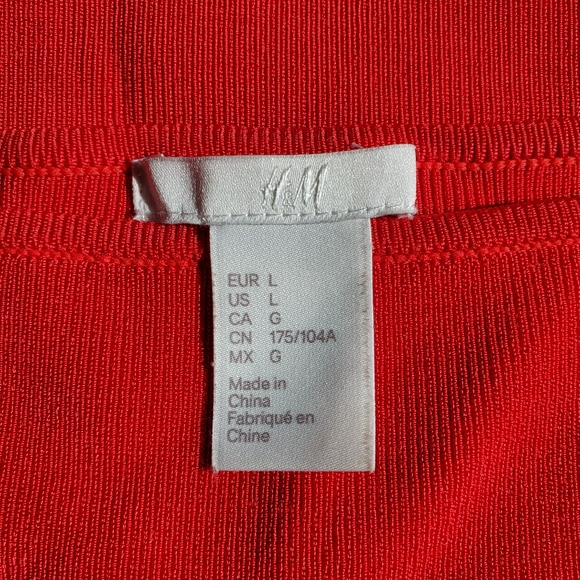 H&M
EUR L
US L
CA G
CN 175/104A
MX G
Made in
China
Fabriqué en
Chine